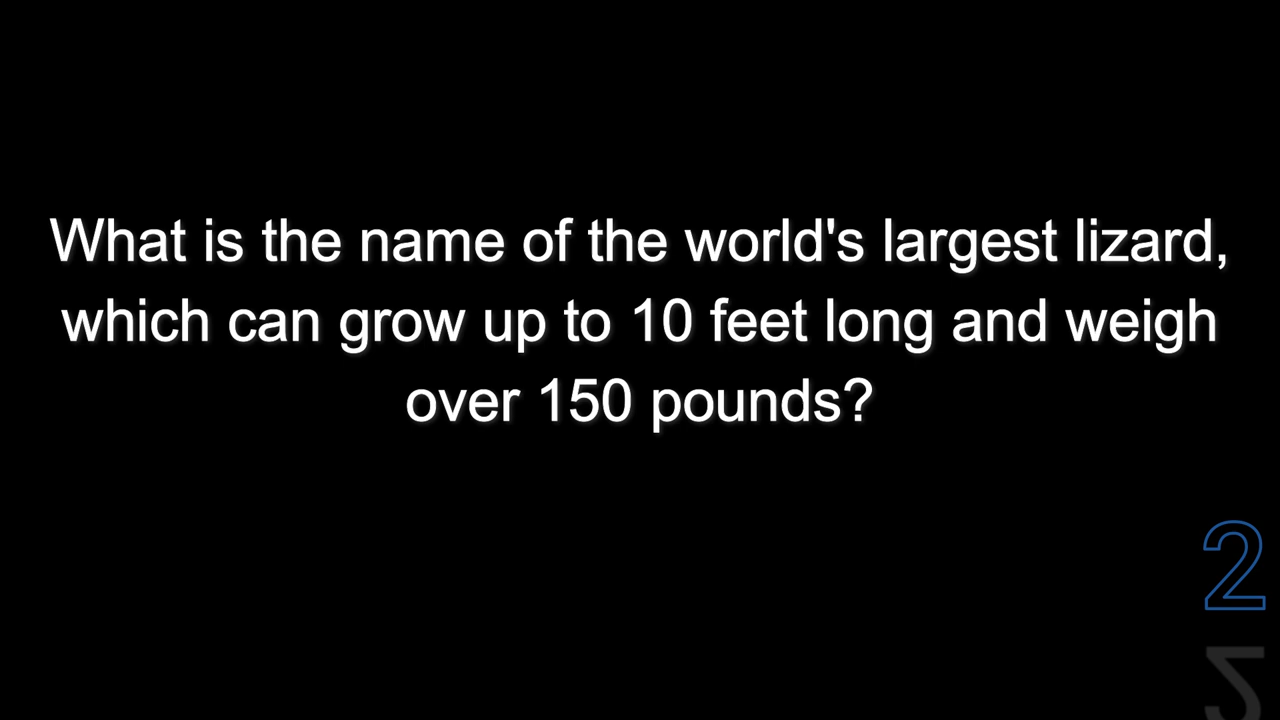 What is the name of the world's largest lizard,
which can grow up to 10 feet long and weigh
over 150 pounds?
2